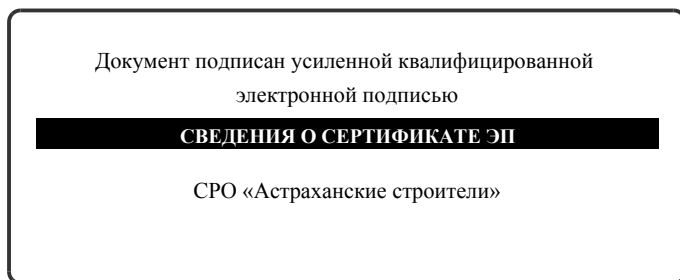 Документ подписан усиленной квалифицированной
электронной подписью
СВЕДЕНИЯ О СЕРТИФИКАТЕ ЭП
СРО «Астраханские строители»